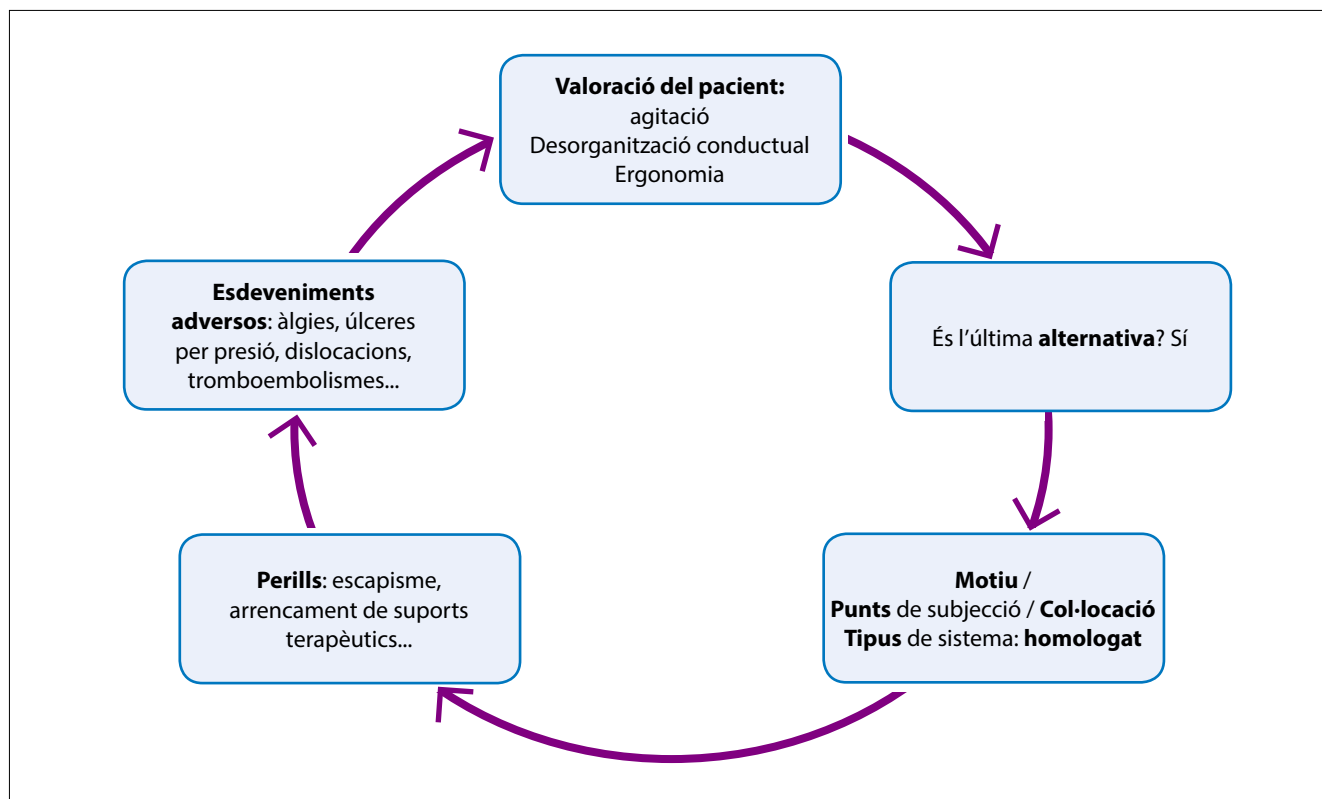 Valoració del pacient:
agitació
Desorganització conductual
Ergonomia
És l'última alternativa? Sí
Motiu /
Punts de subjecció / Col·locació
Tipus de sistema: homologat
Perills: escapisme,
arrencament de suports
terapèutics...
Esdeveniments
adversos: àlgies, úlceres
per presió, dislocacions,
tromboembolismes...